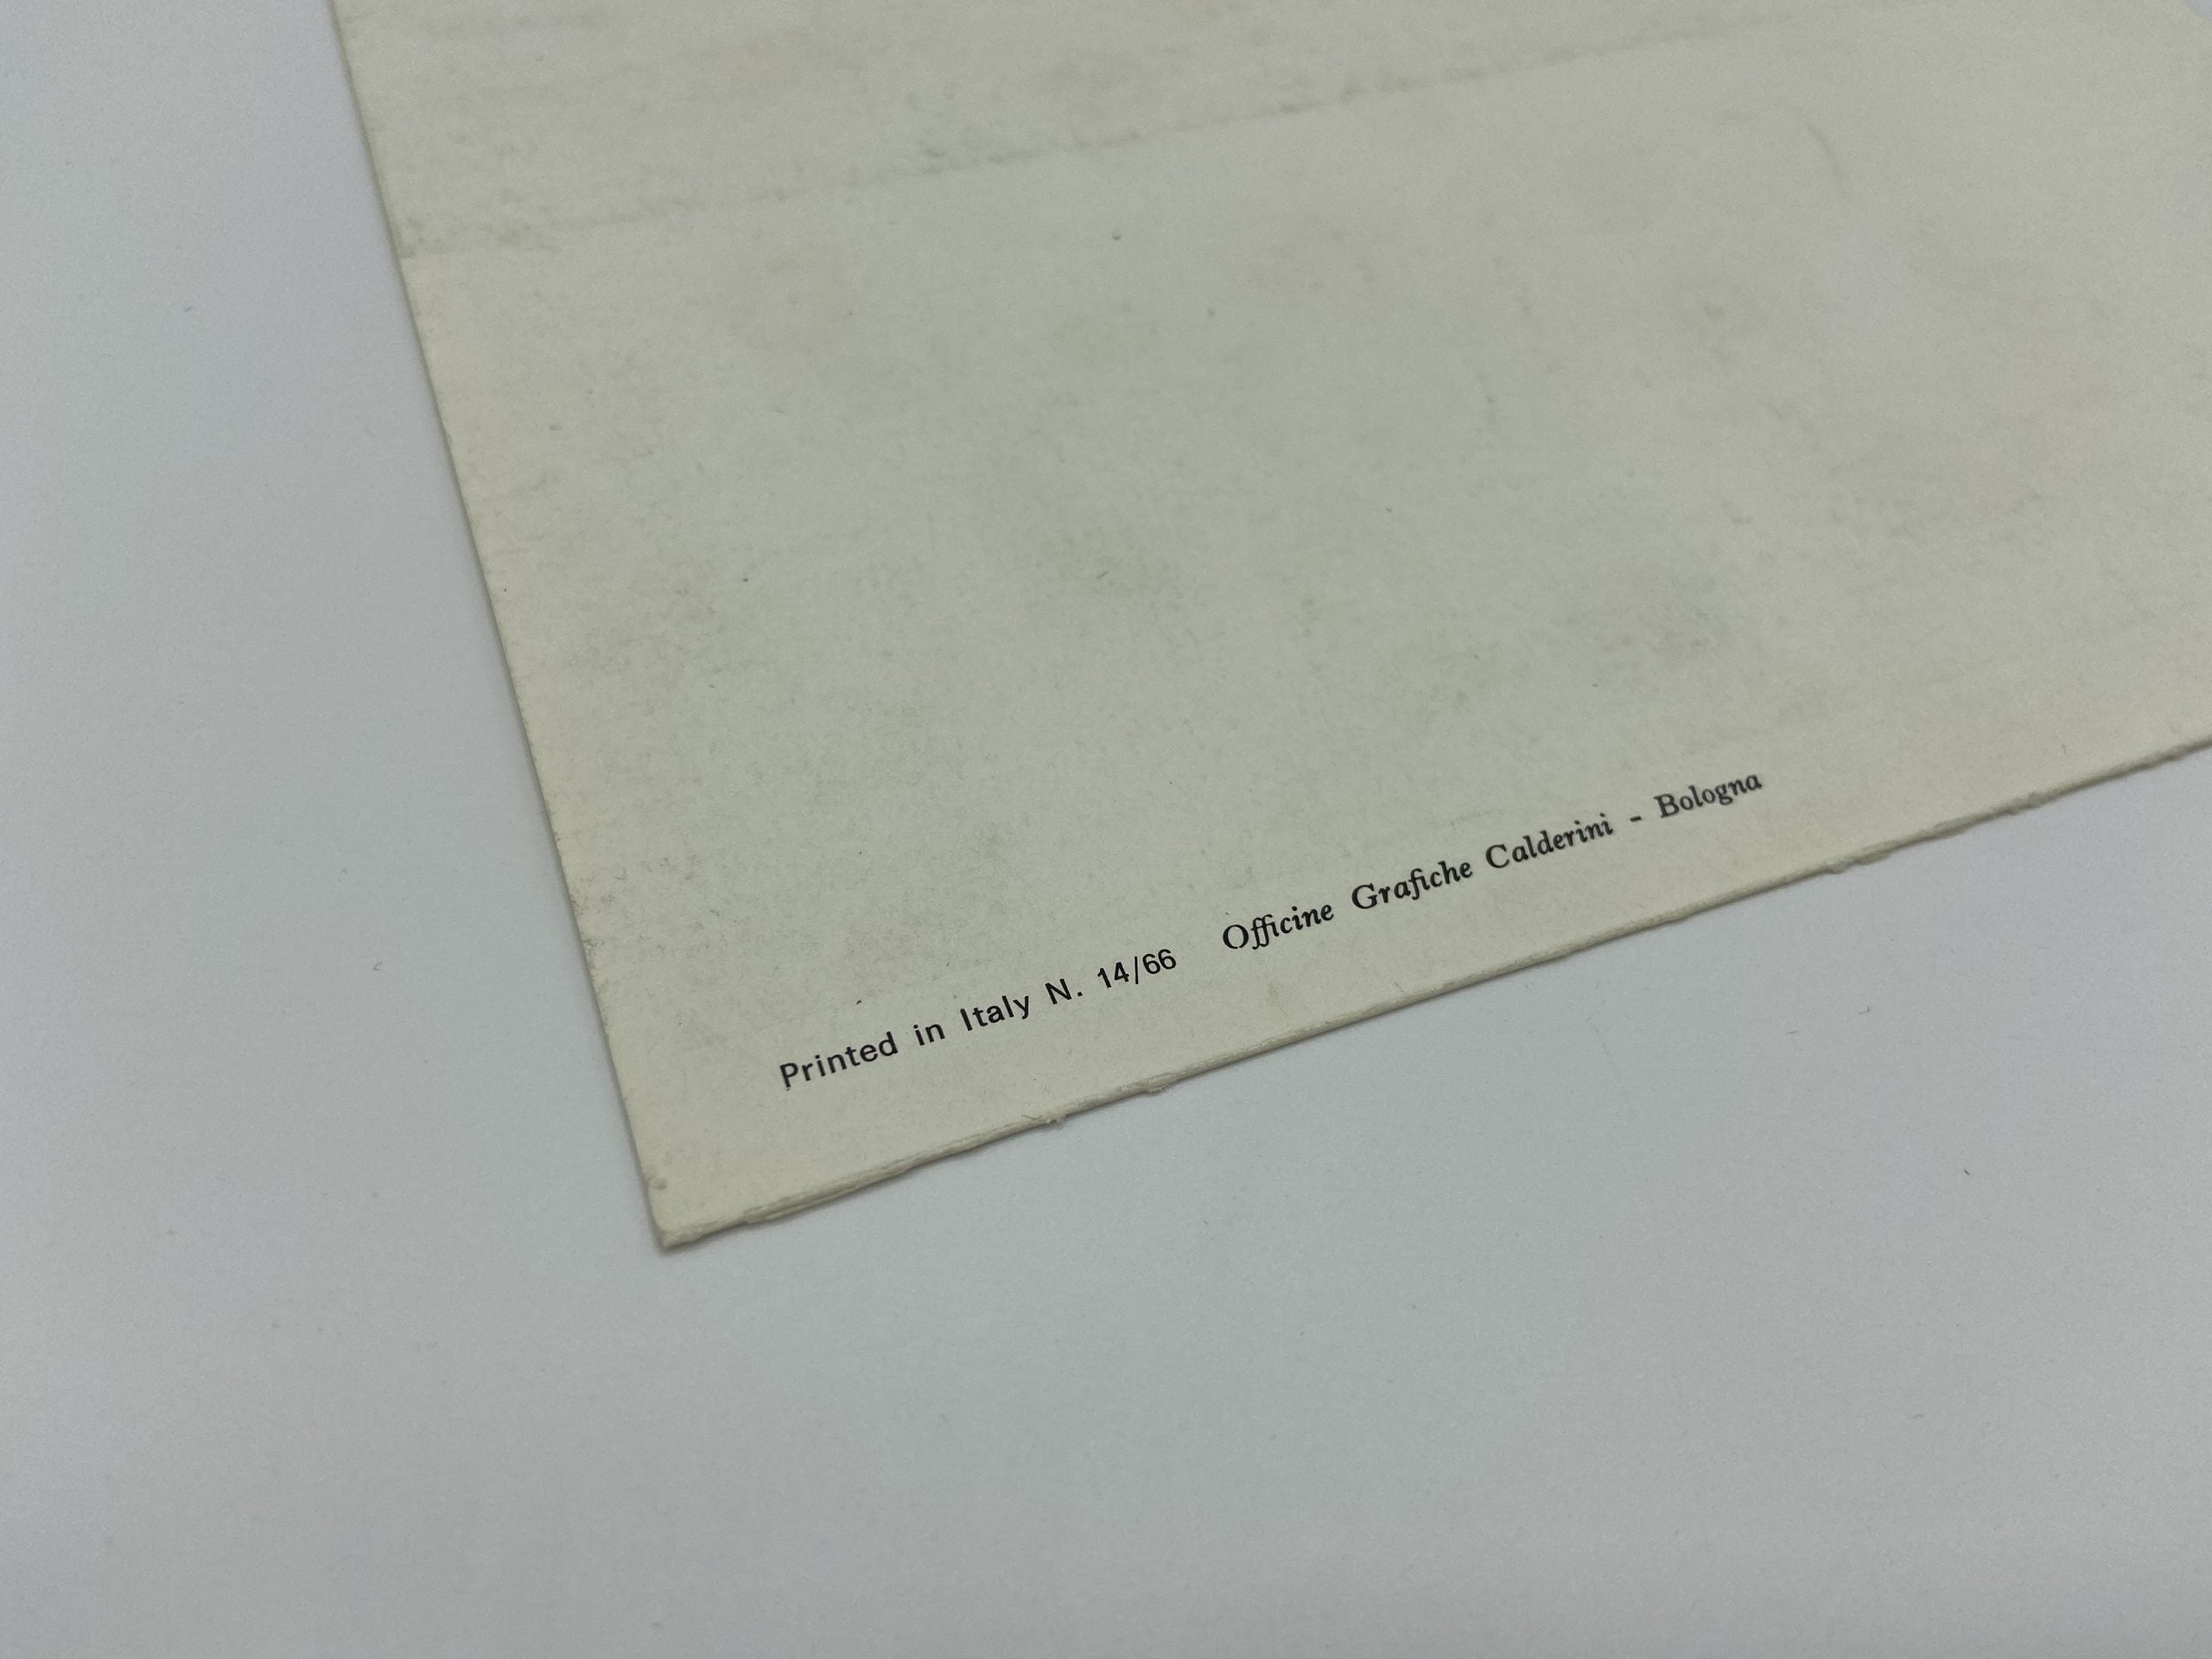 Printed in Italy N. 14/66 Officine Grafiche Calderini - Bologna